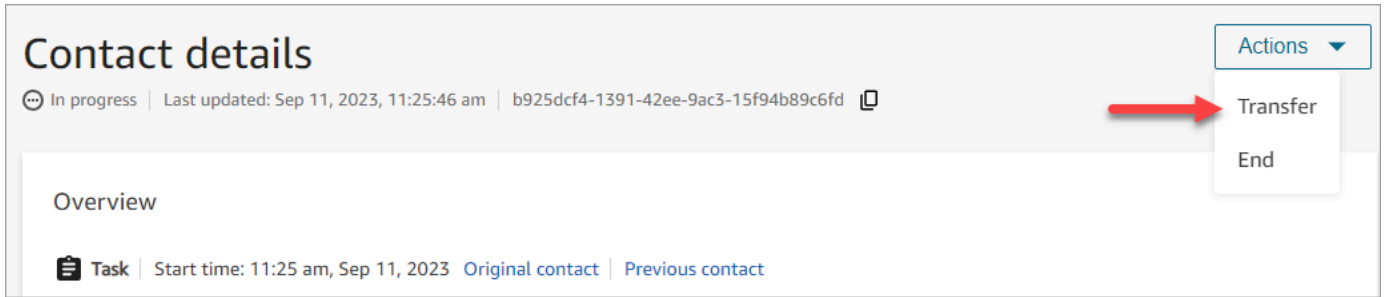 Contact details
Actions
In progress Last updated: Sep 11, 2023, 11:25:46 am b925dcf4-1391-42ee-9ac3-15f94b89c6fd
Transfer
End
Overview
Task Start time: 11:25 am, Sep 11, 2023 Original contact Previous contact